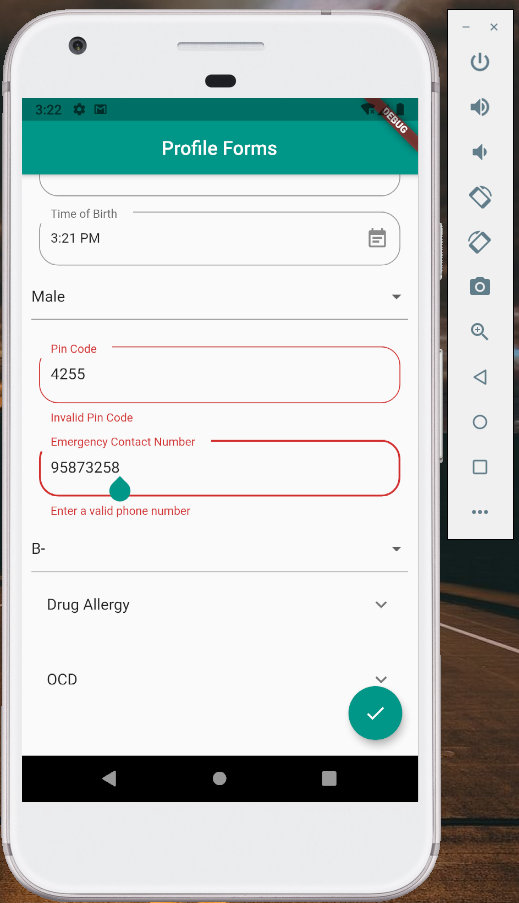 3:22
DEBUG
Profile Forms
Time of Birth
3:21 PM
Male
Pin Code
4255
Invalid Pin Code
Emergency Contact Number
95873258
Enter a valid phone number
B-
Drug Allergy
OCD